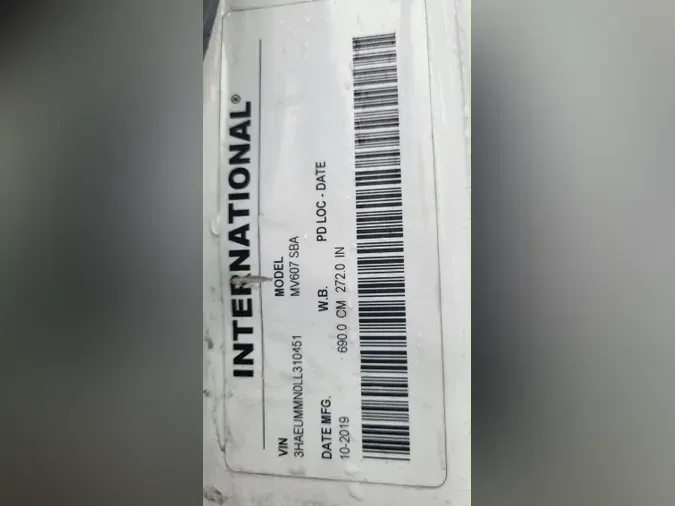 INTERNATIONAL®
VIN MODEL
3HAEUMMN0LL310451 MV607 SBA
DATE MFG. W.B. PD LOC - DATE
10-2019 690.0 CM 272.0 IN